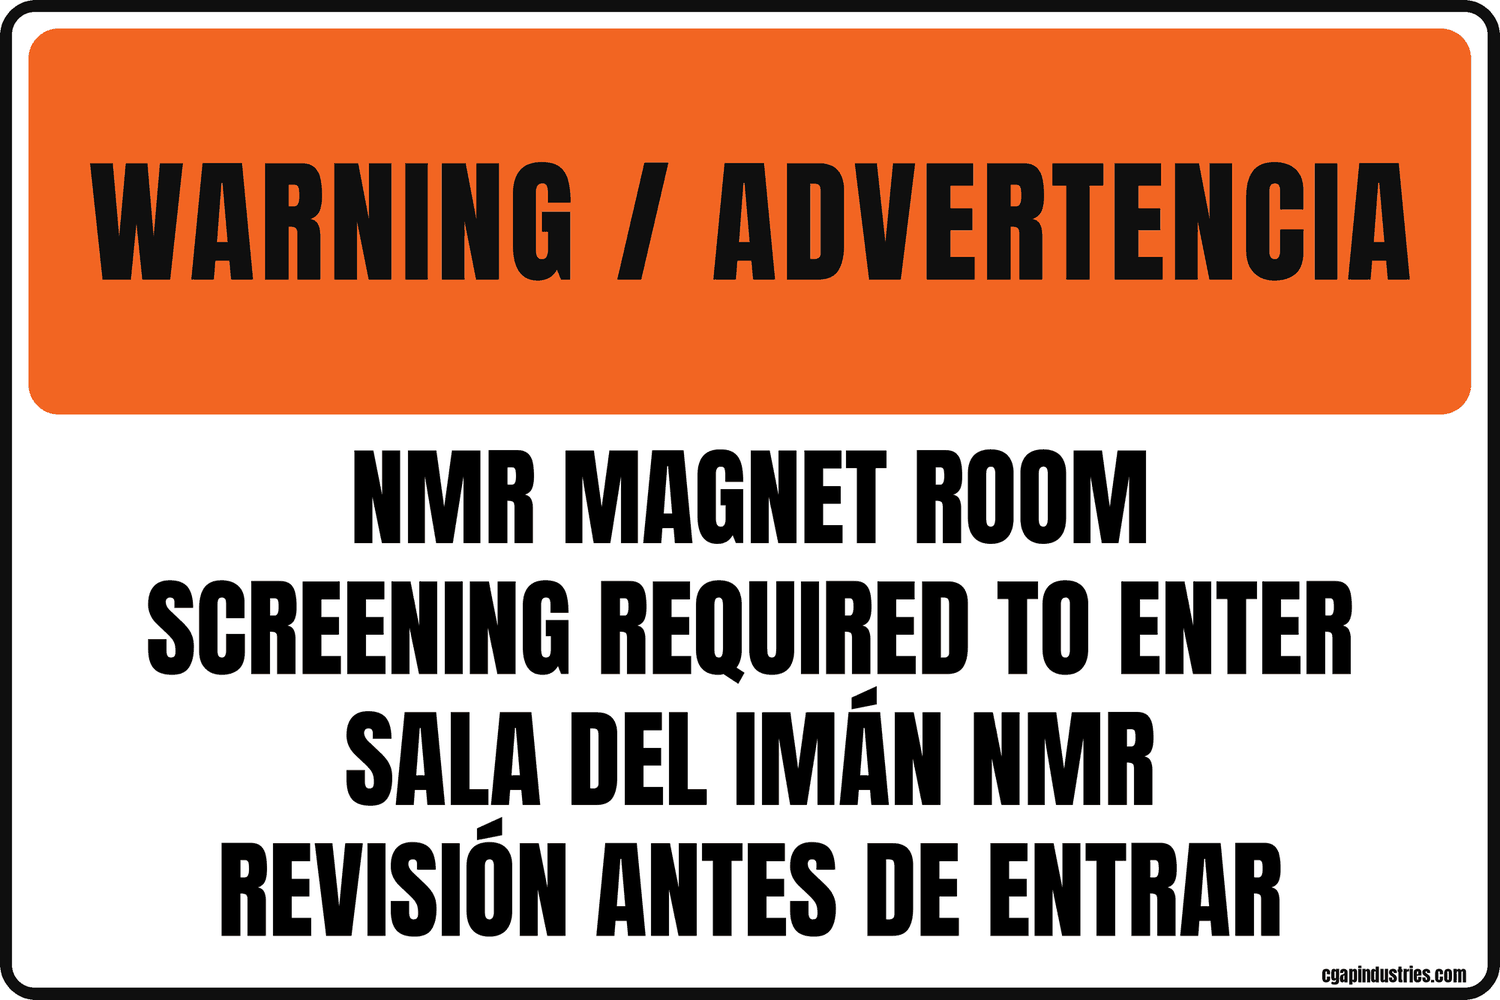 WARNING / ADVERTENCIA
NMR MAGNET ROOM
SCREENING REQUIRED TO ENTER
SALA DEL IMÁN NMR
REVISIÓN ANTES DE ENTRAR
cgapindustries.com